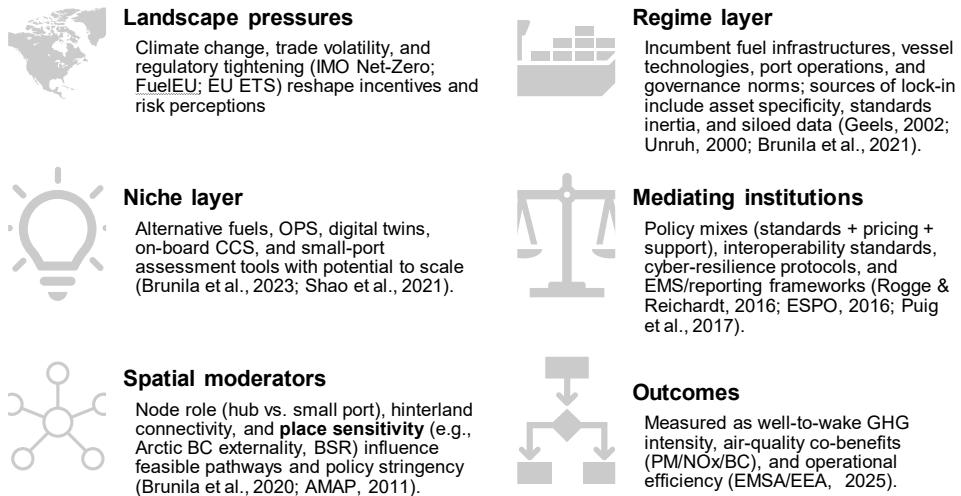 Landscape pressures
Climate change, trade volatility, and
regulatory tightening (IMO Net-Zero;
FuelEU; EU ETS) reshape incentives and
risk perceptions
Regime layer
Incumbent fuel infrastructures, vessel
technologies, port operations, and
governance norms; sources of lock-in
include asset specificity, standards
inertia, and siloed data (Geels, 2002;
Unruh, 2000; Brunila et al., 2021).
Niche layer
Alternative fuels, OPS, digital twins,
on-board CCS, and small-port
assessment tools with potential to scale
(Brunila et al., 2023; Shao et al., 2021).
Mediating institutions
Policy mixes (standards + pricing +
support), interoperability standards,
cyber-resilience protocols, and
EMS/reporting frameworks (Rogge &
Reichardt, 2016; ESPO, 2016; Puig
et al., 2017).
Spatial moderators
Node role (hub vs. small port), hinterland
connectivity, and place sensitivity (e.g.,
Arctic BC externality, BSR) influence
feasible pathways and policy stringency
(Brunila et al., 2020; AMAP, 2011).
Outcomes
Measured as well-to-wake GHG
intensity, air-quality co-benefits
(PM/NOx/BC), and operational
efficiency (EMSA/EEA, 2025).